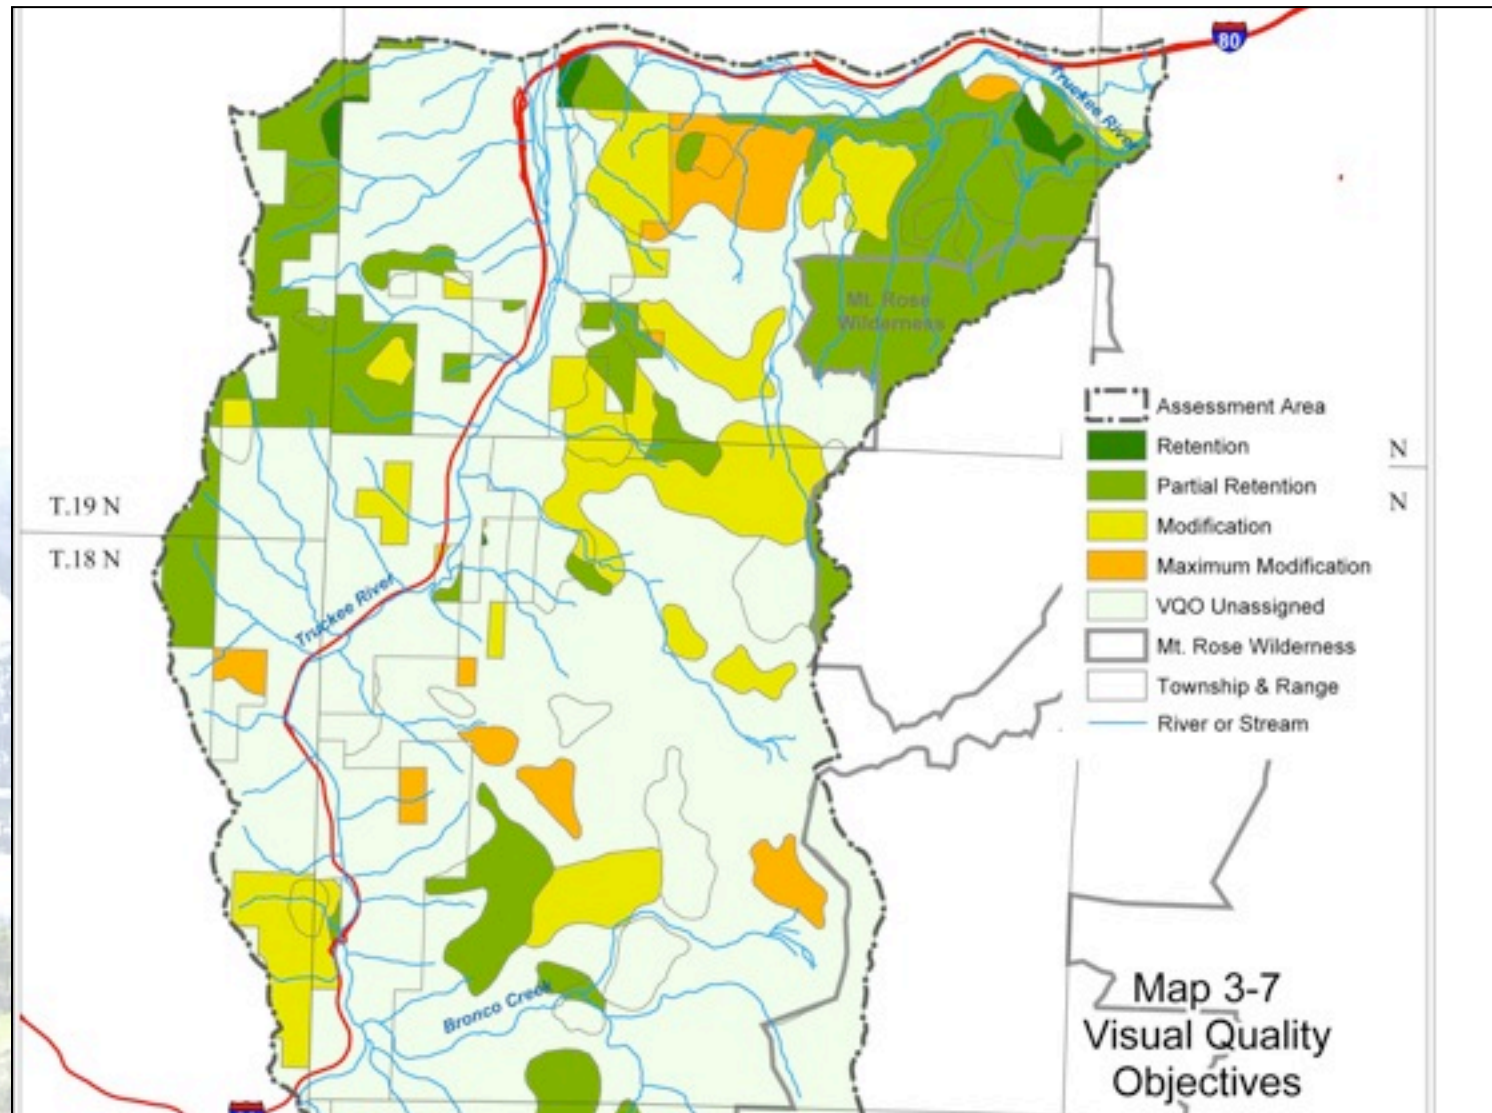 80
Truckee River
Mt. Rose
Wilderness
Assessment Area
Retention
N
Partial Retention
T.19 N
N
Modification
T.18 N
Maximum Modification
Truckee River
VQO Unassigned
Mt. Rose Wilderness
Township & Range
River or Stream
Bronco Creek
Map 3-7
Visual Quality
Objectives